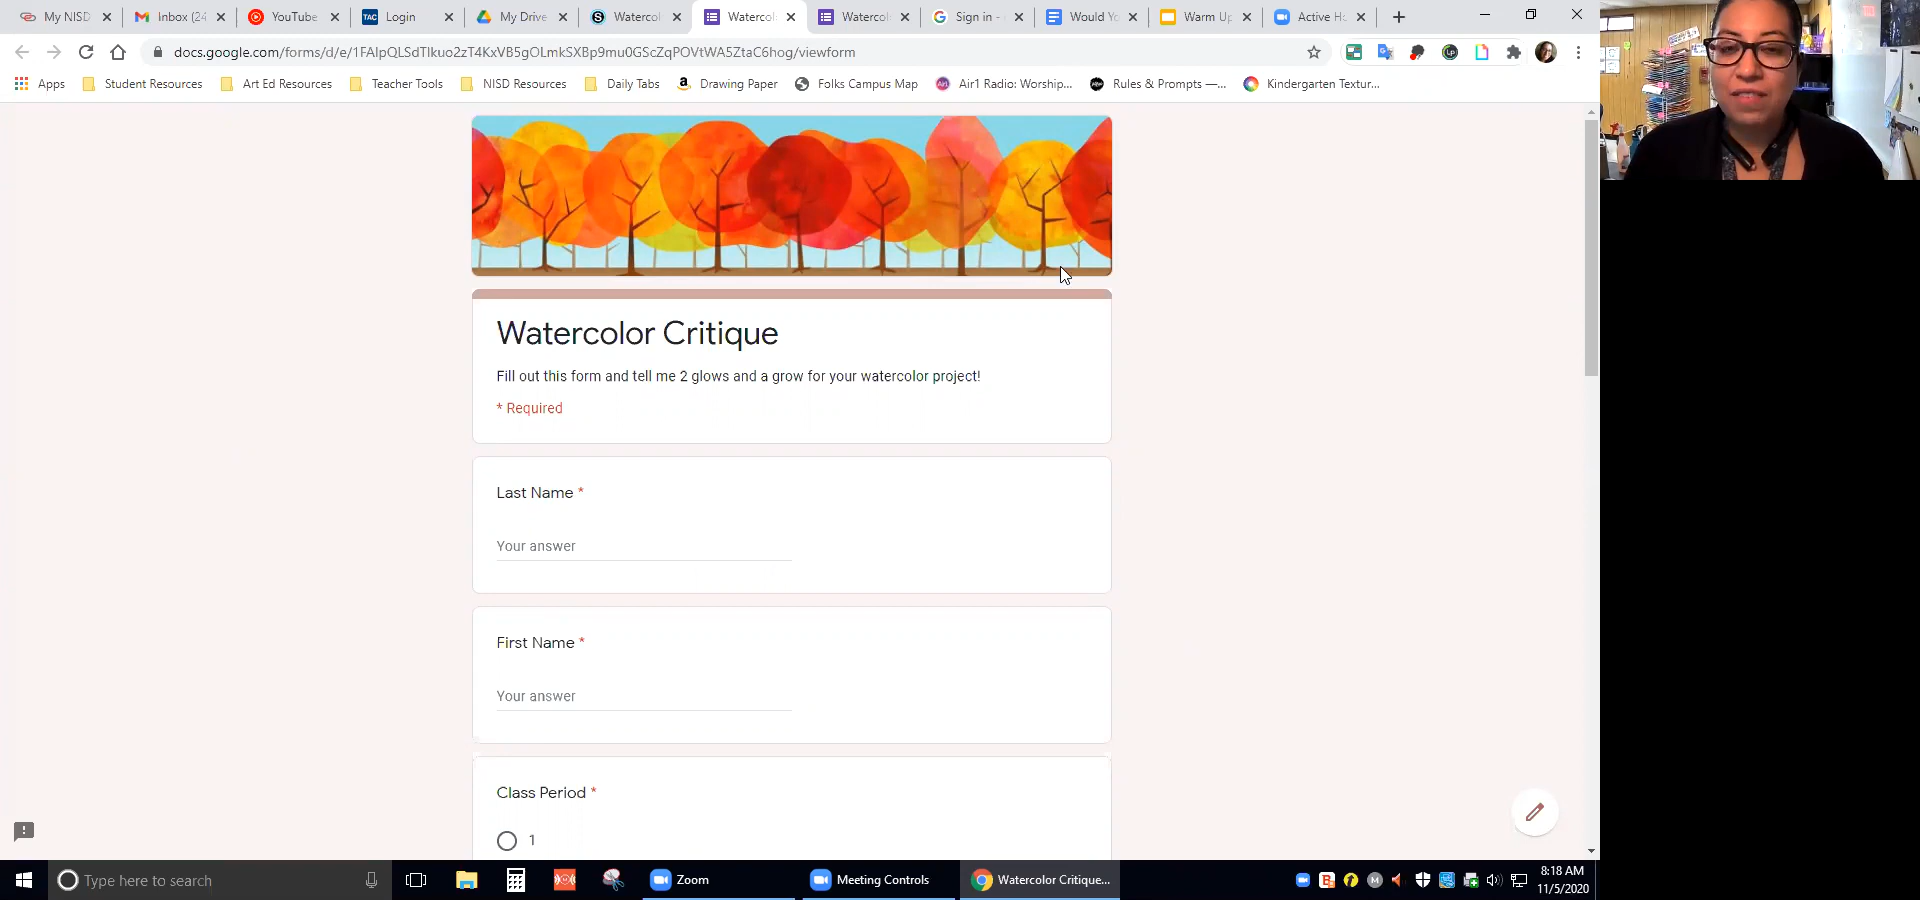 My NISD
Inbox (24
YouTube
Login
My Drive
Watercol
Watercol
Watercol
Sign in -
Would Yo
Warm Up
Active Ho
docs.google.com/forms/d/e/1FAIpQLSdTlkuo2zT4KxVB5gOLmkSXBp9mu0GScZqPOVtWA5ZtaC6hog/viewform
Apps
Student Resources
Art Ed Resources
Teacher Tools
NISD Resources
Daily Tabs
Drawing Paper
Folks Campus Map
Air1 Radio: Worship...
Rules & Prompts —...
Kindergarten Textur...
Watercolor Critique
Fill out this form and tell me 2 glows and a grow for your watercolor project!
* Required
Last Name *
Your answer
First Name *
Your answer
Class Period *
1
Type here to search
Zoom
Meeting Controls
Watercolor Critique...
8:18 AM
11/5/2020